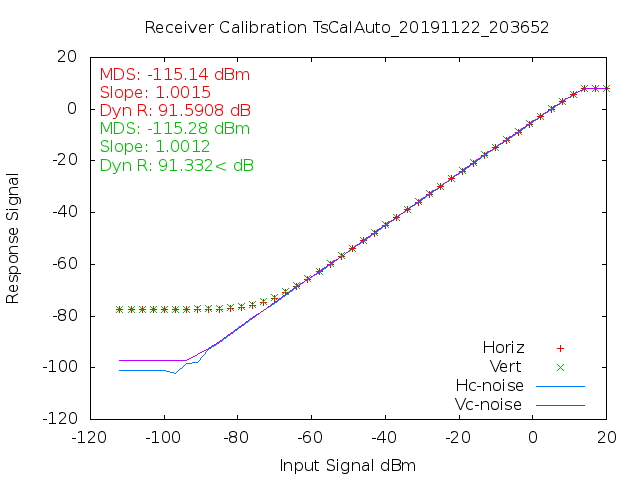 Receiver Calibration TsCalAuto_20191122_203652
20
0
-20
-40
-60
-80
-100
-120
Response Signal
MDS: -115.14 dBm
Slope: 1.0015
Dyn R: 91.5908 dB
MDS: -115.28 dBm
Slope: 1.0012
Dyn R: 91.332< dB
Horiz
Vert
Hc-noise
Vc-noise
-120 -100 -80 -60 -40 -20 0 20
Input Signal dBm